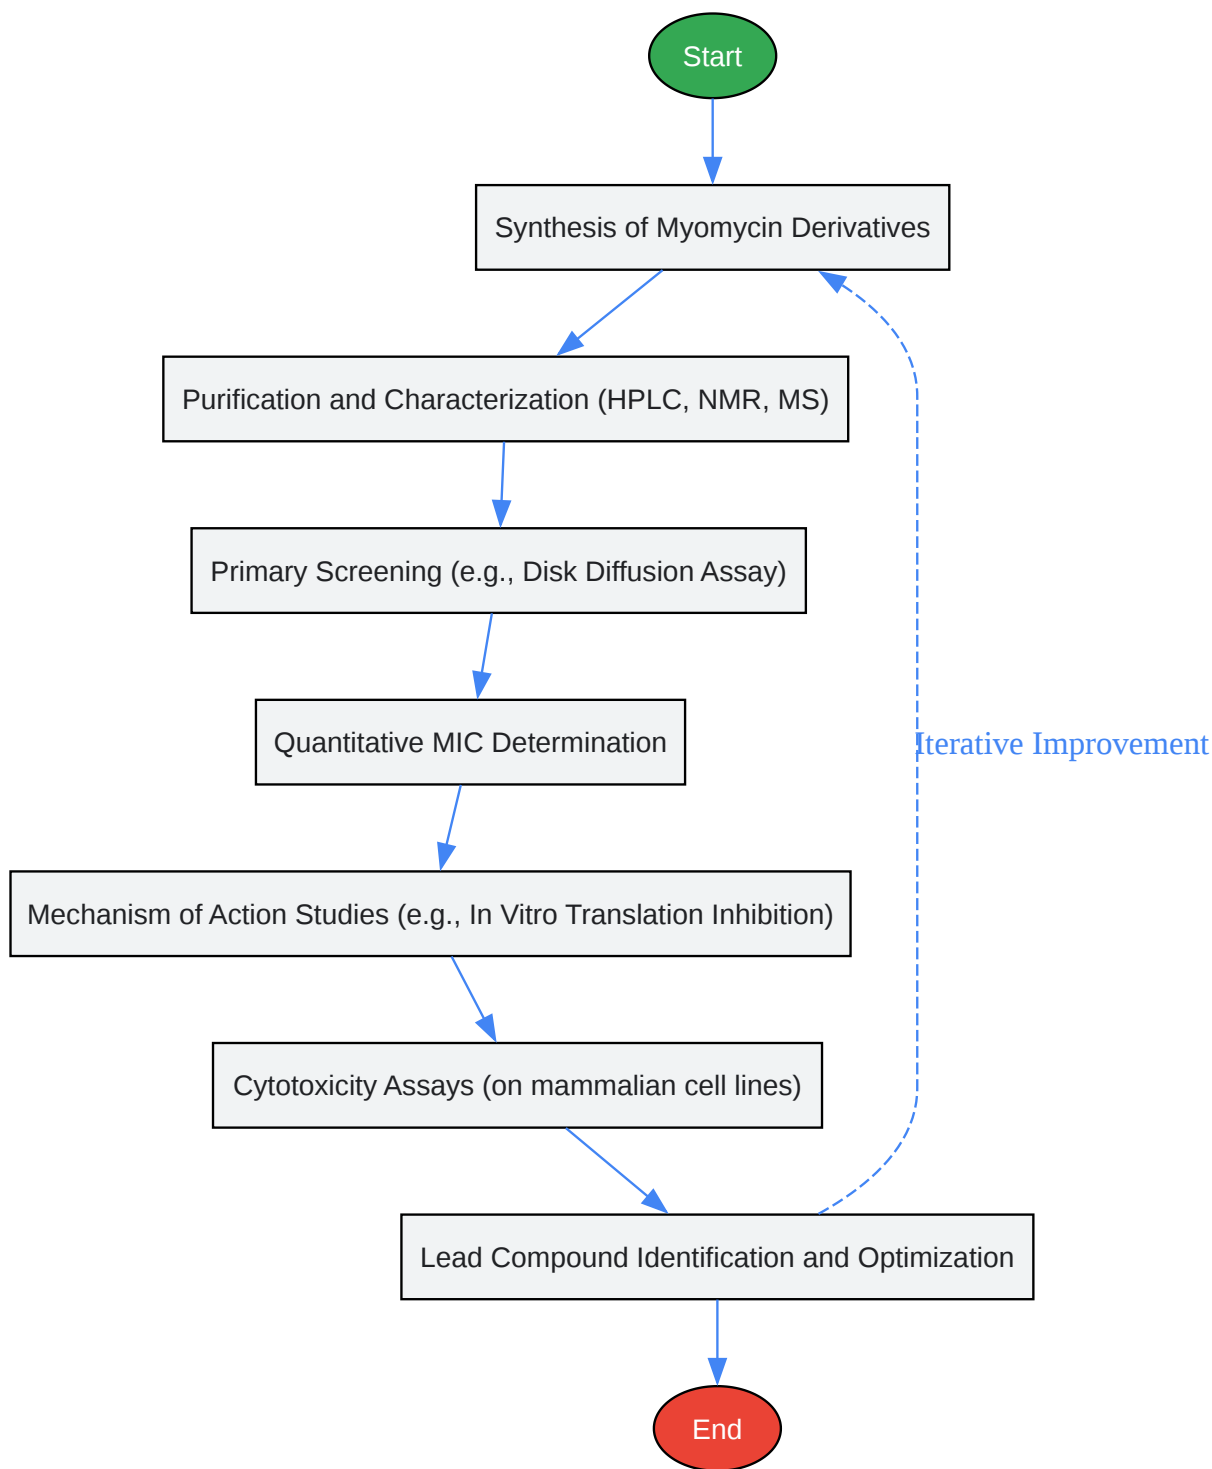 Start
Synthesis of Myomycin Derivatives
Purification and Characterization (HPLC, NMR, MS)
Primary Screening (e.g., Disk Diffusion Assay)
Quantitative MIC Determination
Iterative Improvement
Mechanism of Action Studies (e.g., In Vitro Translation Inhibition)
Cytotoxicity Assays (on mammalian cell lines)
Lead Compound Identification and Optimization
End